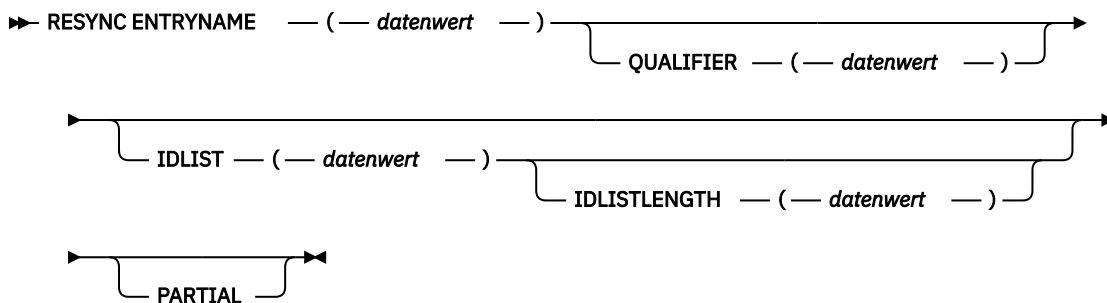 RESYNC ENTRYNAME ( datenwert )
QUALIFIER ( datenwert )
IDLIST ( datenwert )
IDLISTLENGTH ( datenwert )
PARTIAL